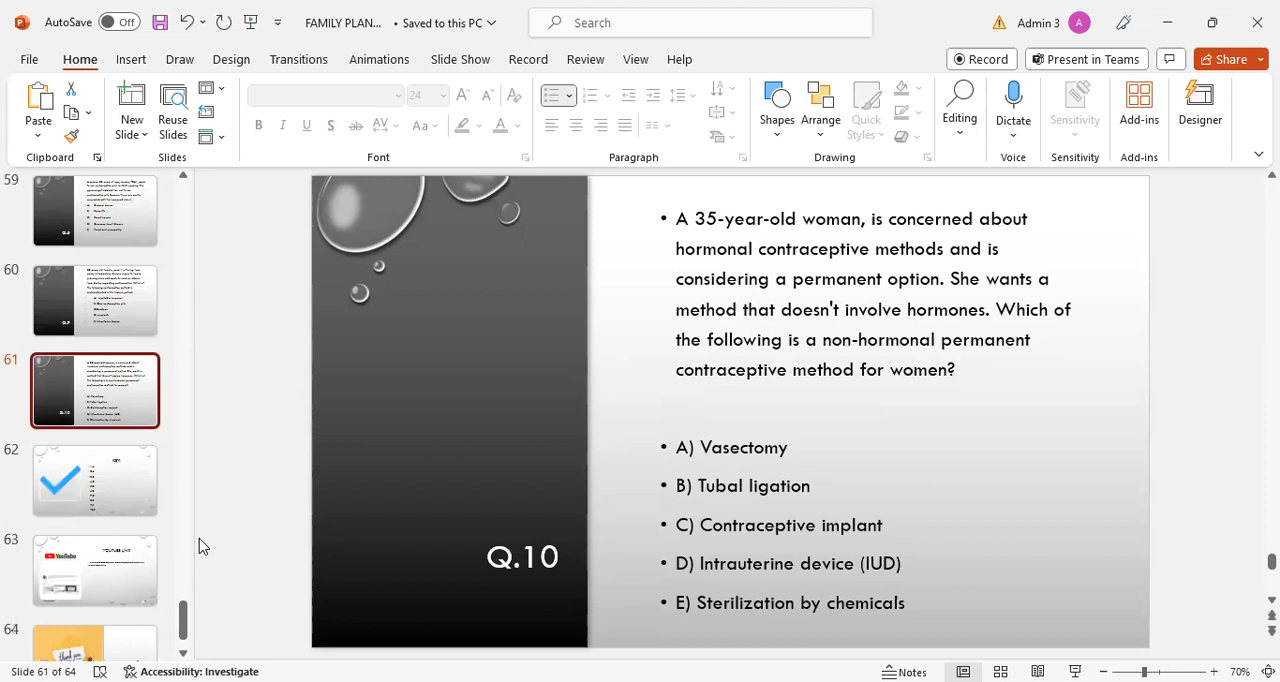 AutoSave Off FAMILY PLAN... • Saved to this PC Search Admin 3 A
File Home Insert Draw Design Transitions Animations Slide Show Record Review View Help Record Present in Teams Share
24
Paste New Slide Reuse Slides Shapes Arrange Quick Styles Editing Dictate Sensitivity Add-ins Designer
Clipboard Slides Font Paragraph Drawing Voice Sensitivity Add-ins
59
60
61
62
63
64
• A 35-year-old woman, is concerned about
hormonal contraceptive methods and is
considering a permanent option. She wants a
method that doesn't involve hormones. Which of
the following is a non-hormonal permanent
contraceptive method for women?
• A) Vasectomy
• B) Tubal ligation
• C) Contraceptive implant
• D) Intrauterine device (IUD)
• E) Sterilization by chemicals
Q.10
YouTube
YOUTUBE LINK
Slide 61 of 64 Accessibility: Investigate Notes 70%